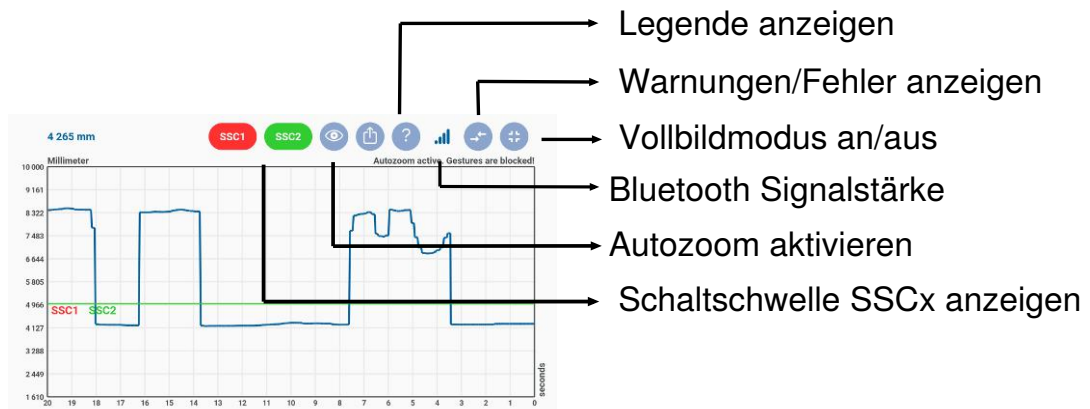 Legende anzeigen
Warnungen/Fehler anzeigen
4 265 mm
SSC1
SSC2
?
Vollbildmodus an/aus
Millimeter
Autozoom active. Gestures are blocked!
Bluetooth Signalstärke
10 000
9 161
8 322
7 483
Autozoom aktivieren
6 644
5 805
4 966
SSC1 SSC2
Schaltschwelle SSCx anzeigen
4 127
3 288
2 449
1 610
seconds
20 19 18 17 16 15 14 13 12 11 10 9 8 7 6 5 4 3 2 1 0